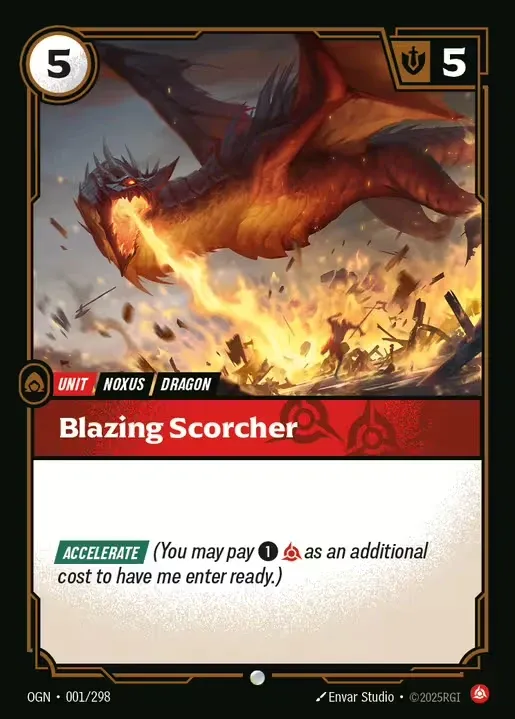 5
5
UNIT
NOXUS / DRAGON
Blazing Scorcher
ACCELERATE (You may pay 1 as an additional
cost to have me enter ready.)
OGN • 001/298
Envar Studio • ©2025RGI